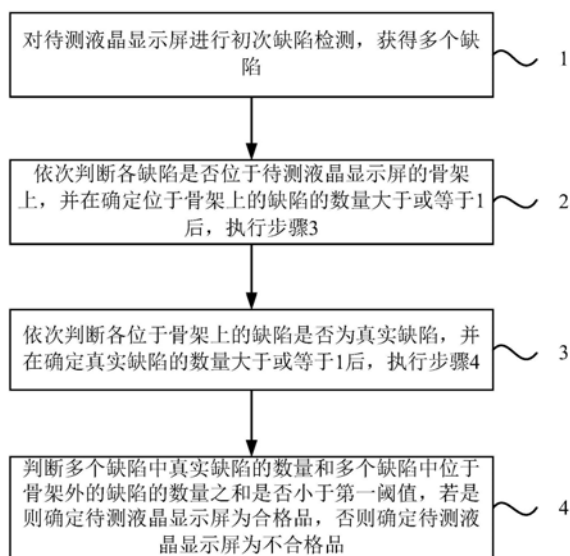 对待测液晶显示屏进行初次缺陷检测，获得多个缺
陷
1
依次判断各缺陷是否位于待测液晶显示屏的骨架
上，并在确定位于骨架上的缺陷的数量大于或等于1
后，执行步骤3
2
依次判断各位于骨架上的缺陷是否为真实缺陷，并
在确定真实缺陷的数量大于或等于1后，执行步骤4
3
判断多个缺陷中真实缺陷的数量和多个缺陷中位于
骨架外的缺陷的数量之和是否小于第一阈值，若是
则确定待测液晶显示屏为合格品，否则确定待测液
晶显示屏为不合格品
4